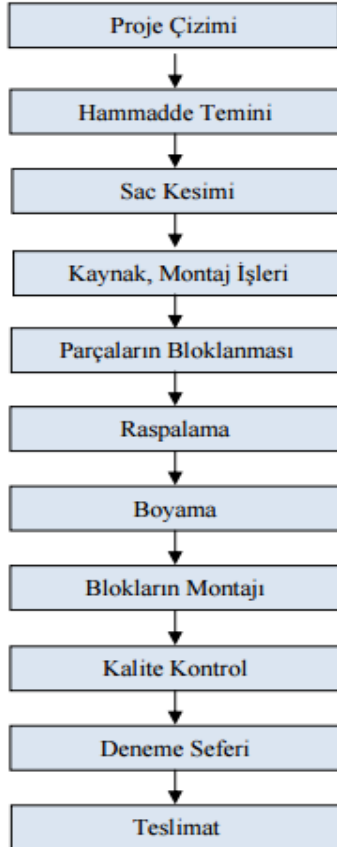 Proje Çizimi
Hammadde Temini
Sac Kesimi
Kaynak, Montaj İşleri
Parçaların Bloklanması
Raspalama
Boyama
Blokların Montajı
Kalite Kontrol
Deneme Seferi
Teslimat